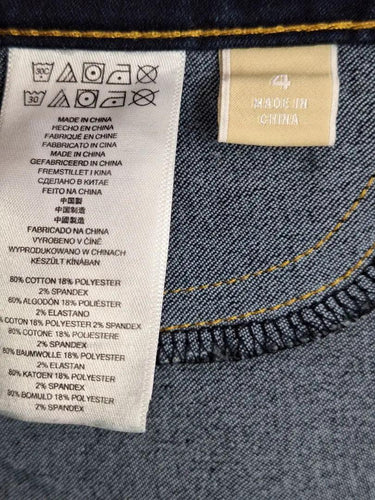 30C
30
MADE IN CHINA
HECHO EN CHINA
FABRIQUÉ EN CHINE
FABBRICATO IN CINA
MADE IN CHINA
GEFABRICEERD IN CHINA
FREMSTILLET I KINA
СДЕЛАНО В КИТАЕ
FEITO NA CHINA
中国製
中国制造
中國製造
FABRICADO NA CHINA
VYROBENO V ČÍNĚ
WYPRODUKOWANO W CHINACH
KÉSZÜLT KÍNÁBAN
80% COTTON 18% POLYESTER
2% SPANDEX
80% ALGODÓN 18% POLIÉSTER
2% ELASTANO
% COTTON 18% POLYESTER 2% SPANDEX
80% COTONE 18% POLIESTERE
2% SPANDEX
80% BAUMWOLLE 18% POLYESTER
2% ELASTAN
80% KATOEN 18% POLYESTER
2% SPANDEX
80% BOMULD 18% POLYESTER
2% SPANDEX
4
MADE IN
CHINA